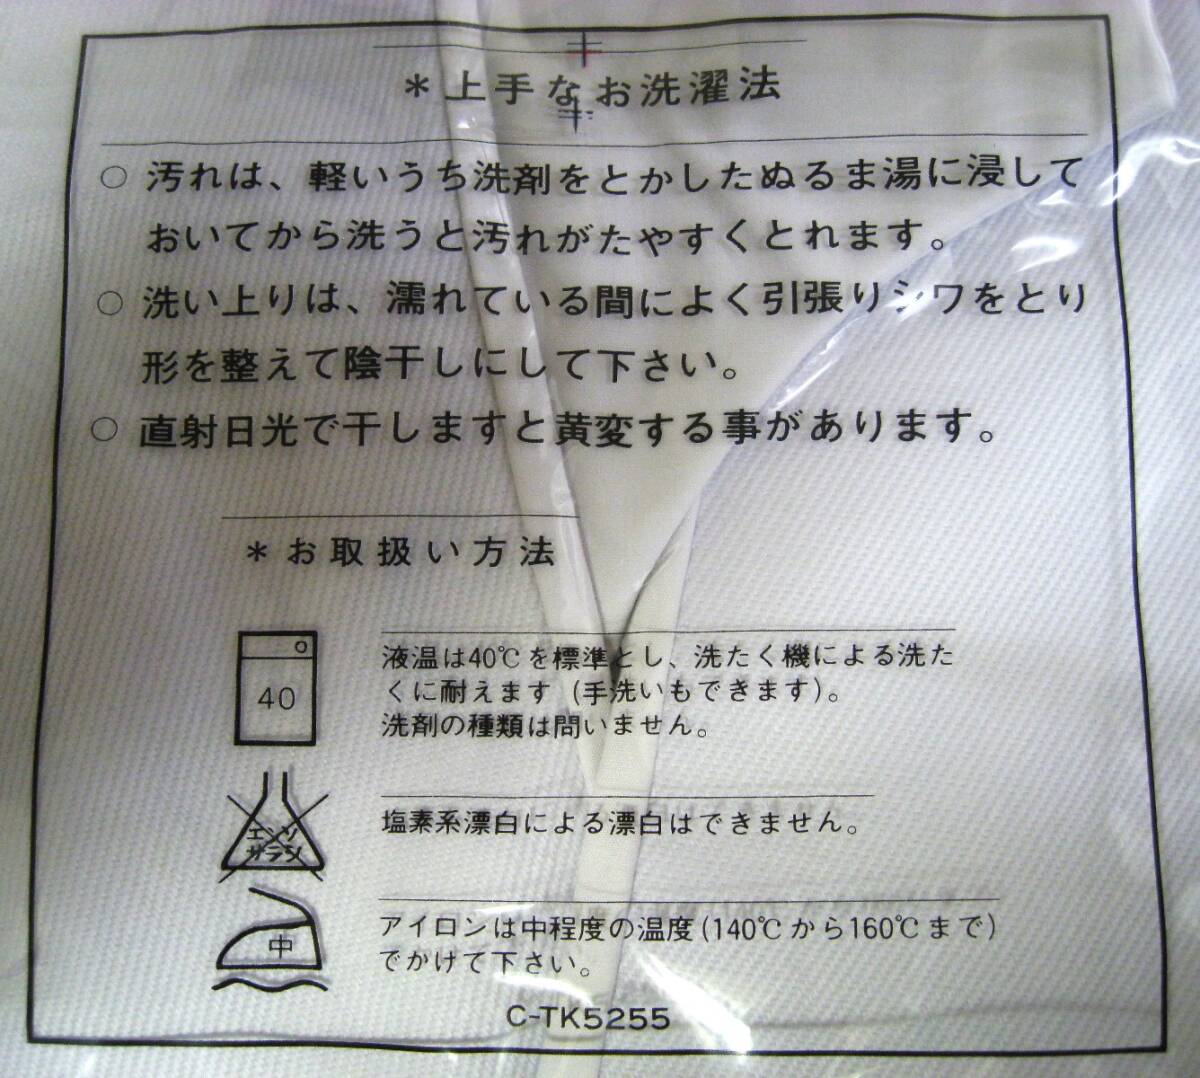 ＊上手なお洗濯法
○ 汚れは、軽いうち洗剤をとかしたぬるま湯に浸して
おいてから洗うと汚れがたやすくとれます。
○ 洗い上りは、濡れている間によく引張りシワをとり
形を整えて陰干しにして下さい。
○ 直射日光で干しますと黄変する事があります。
＊お取扱い方法
40
液温は40℃を標準とし、洗たく機による洗た
くに耐えます (手洗いもできます)。
洗剤の種類は問いません。
エンソ
サラシ
塩素系漂白による漂白はできません。
中
アイロンは中程度の温度(140℃から160℃まで)
でかけて下さい。
C-TK5255